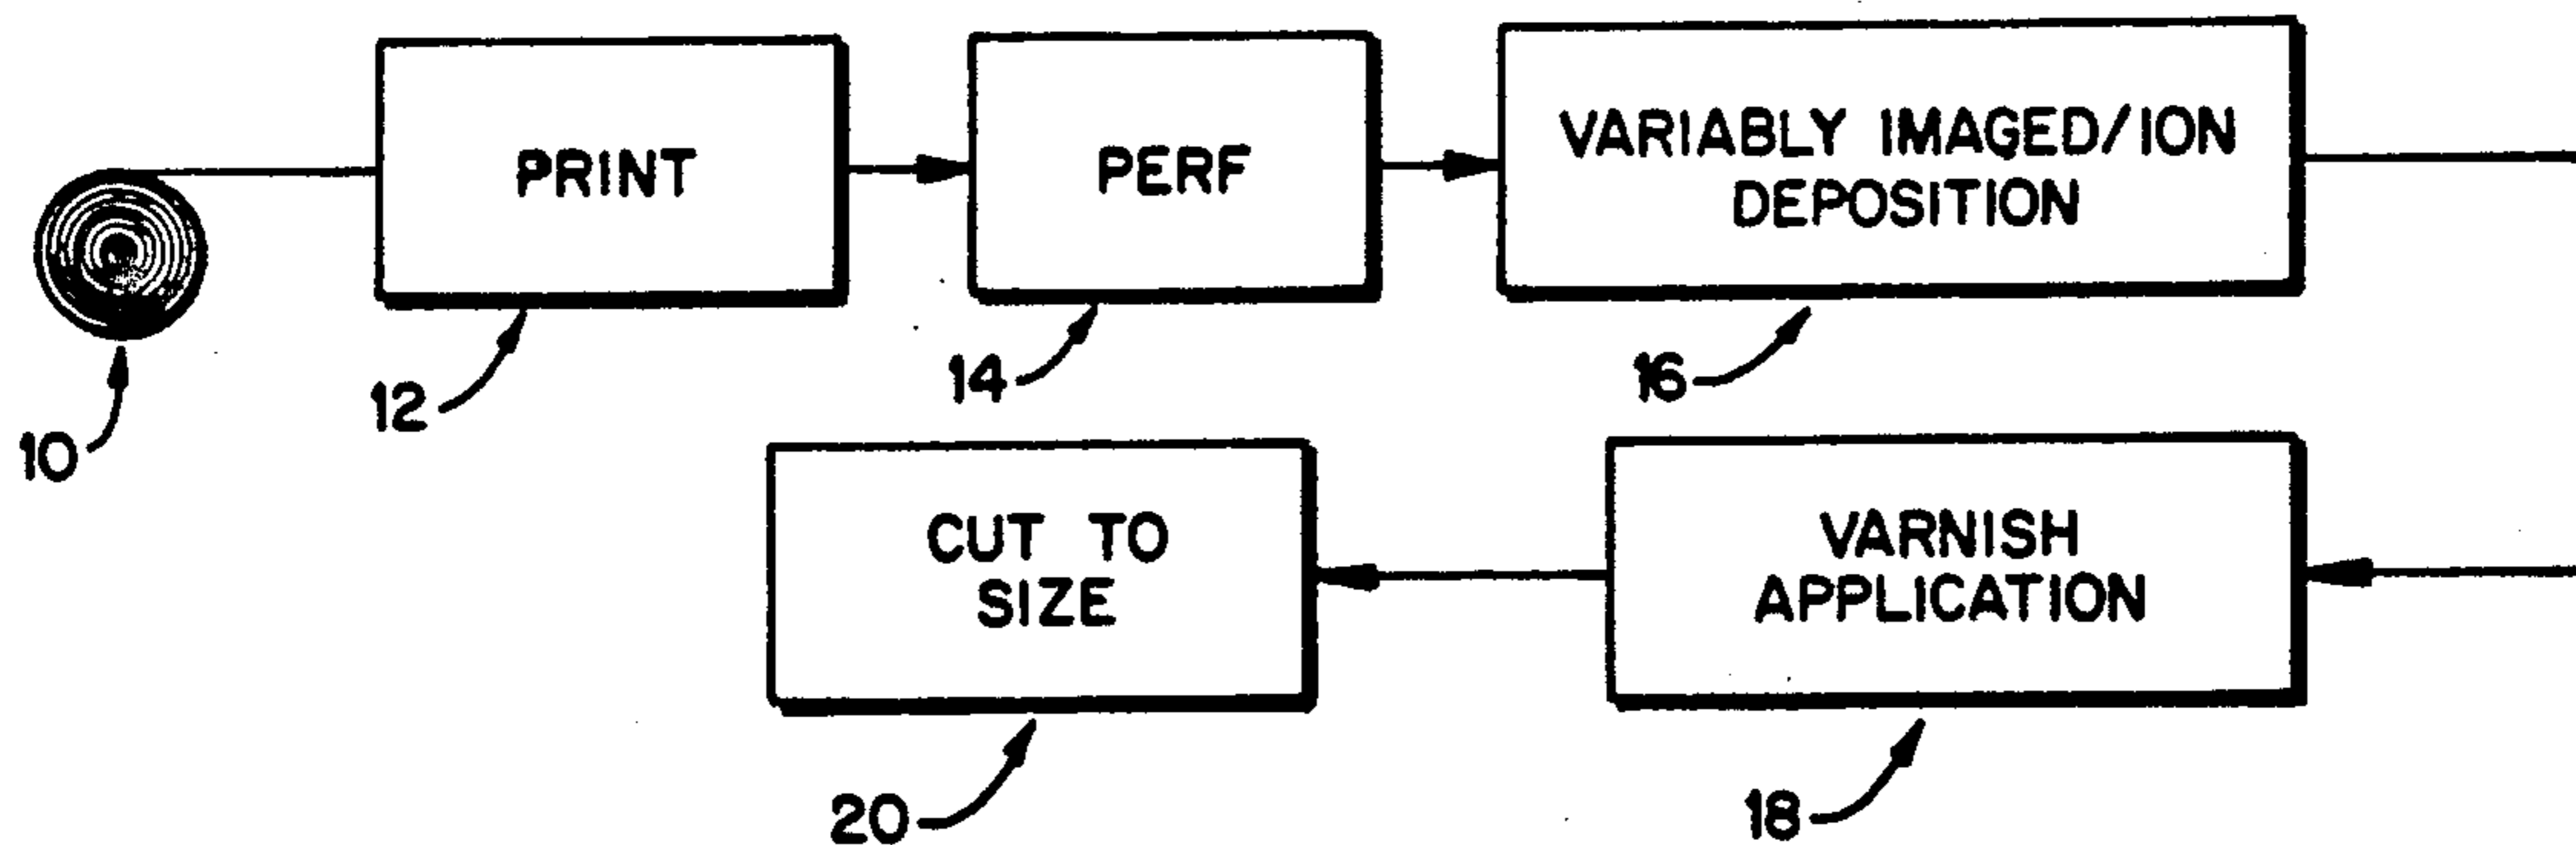 PRINT
PERF
VARIABLY IMAGED/ION
DEPOSITION
10
12
14
16
CUT TO
SIZE
VARNISH
APPLICATION
20
18